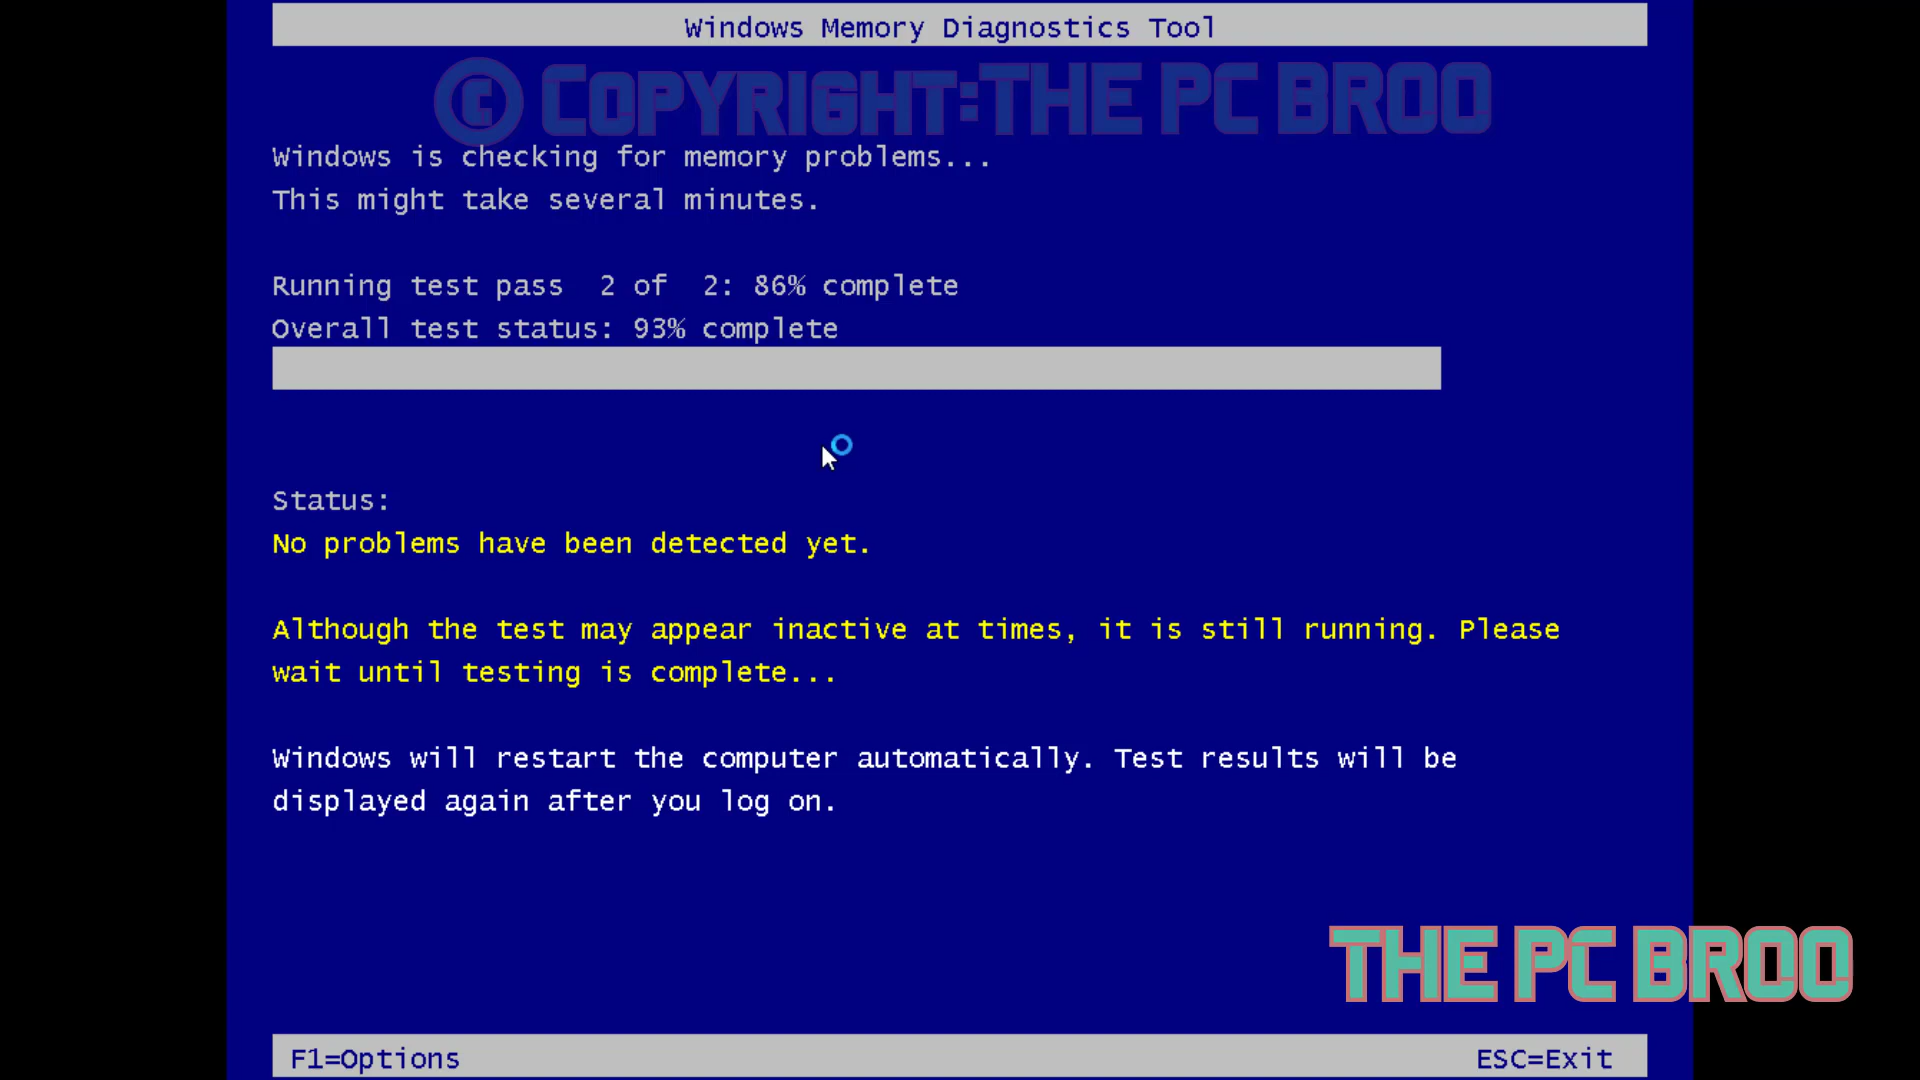 Windows Memory Diagnostics Tool
© COPYRIGHT:THE PC BROO
Windows is checking for memory problems...
This might take several minutes.
Running test pass  2 of  2: 86% complete
Overall test status: 93% complete
Status:
No problems have been detected yet.
Although the test may appear inactive at times, it is still running. Please
wait until testing is complete...
Windows will restart the computer automatically. Test results will be
displayed again after you log on.
THE PC BROO
F1=Options ESC=Exit